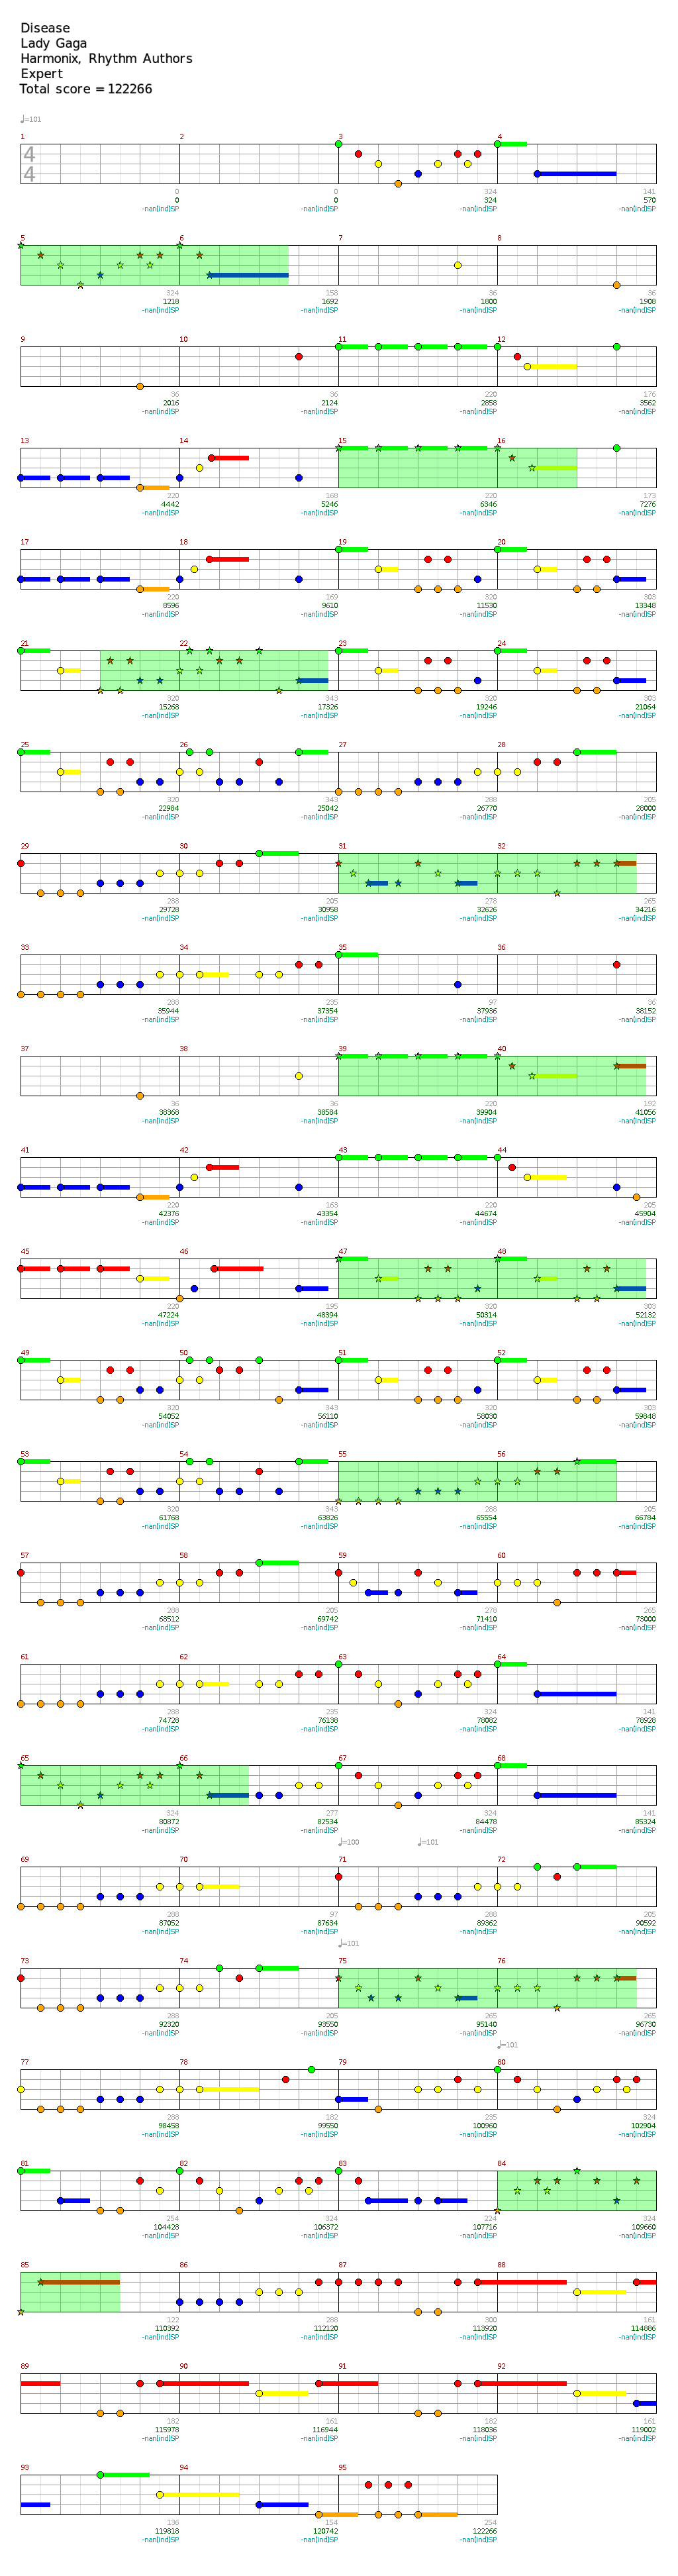 Disease
Lady Gaga
Harmonix, Rhythm Authors
Expert
Total score = 122266
♩=101
1 2 3 4
4
4
0 0 324 141
0 0 324 570
-nan(ind)SP -nan(ind)SP -nan(ind)SP -nan(ind)SP
5 6 7 8
324 158 36 36
1218 1692 1800 1908
-nan(ind)SP -nan(ind)SP -nan(ind)SP -nan(ind)SP
9 10 11 12
36 36 220 176
2016 2124 2858 3562
-nan(ind)SP -nan(ind)SP -nan(ind)SP -nan(ind)SP
13 14 15 16
220 168 220 173
4442 5246 6346 7276
-nan(ind)SP -nan(ind)SP -nan(ind)SP -nan(ind)SP
17 18 19 20
220 169 320 303
8596 9610 11530 13348
-nan(ind)SP -nan(ind)SP -nan(ind)SP -nan(ind)SP
21 22 23 24
320 343 320 303
15268 17326 19246 21064
-nan(ind)SP -nan(ind)SP -nan(ind)SP -nan(ind)SP
25 26 27 28
320 343 288 205
22984 25042 26770 28000
-nan(ind)SP -nan(ind)SP -nan(ind)SP -nan(ind)SP
29 30 31 32
288 205 278 265
29728 30958 32626 34216
-nan(ind)SP -nan(ind)SP -nan(ind)SP -nan(ind)SP
33 34 35 36
288 235 97 36
35944 37354 37936 38152
-nan(ind)SP -nan(ind)SP -nan(ind)SP -nan(ind)SP
37 38 39 40
36 36 220 192
38368 38584 39904 41056
-nan(ind)SP -nan(ind)SP -nan(ind)SP -nan(ind)SP
41 42 43 44
220 163 220 205
42376 43354 44674 45904
-nan(ind)SP -nan(ind)SP -nan(ind)SP -nan(ind)SP
45 46 47 48
220 195 320 303
47224 48394 50314 52132
-nan(ind)SP -nan(ind)SP -nan(ind)SP -nan(ind)SP
49 50 51 52
320 343 320 303
54052 56110 58030 59848
-nan(ind)SP -nan(ind)SP -nan(ind)SP -nan(ind)SP
53 54 55 56
320 343 288 205
61768 63826 65554 66784
-nan(ind)SP -nan(ind)SP -nan(ind)SP -nan(ind)SP
57 58 59 60
288 205 278 265
68512 69742 71410 73000
-nan(ind)SP -nan(ind)SP -nan(ind)SP -nan(ind)SP
61 62 63 64
288 235 324 141
74728 76138 78082 78928
-nan(ind)SP -nan(ind)SP -nan(ind)SP -nan(ind)SP
65 66 67 68
324 277 324 141
80872 82534 84478 85324
-nan(ind)SP -nan(ind)SP -nan(ind)SP -nan(ind)SP
♩=100 ♩=101
69 70 71 72
288 97 288 205
87052 87634 89362 90592
-nan(ind)SP -nan(ind)SP -nan(ind)SP -nan(ind)SP
♩=101
73 74 75 76
288 205 265 265
92320 93550 95140 96730
-nan(ind)SP -nan(ind)SP -nan(ind)SP -nan(ind)SP
♩=101
77 78 79 80
288 182 235 324
98458 99550 100960 102904
-nan(ind)SP -nan(ind)SP -nan(ind)SP -nan(ind)SP
81 82 83 84
254 324 224 324
104428 106372 107716 109660
-nan(ind)SP -nan(ind)SP -nan(ind)SP -nan(ind)SP
85 86 87 88
122 288 300 161
110392 112120 113920 114886
-nan(ind)SP -nan(ind)SP -nan(ind)SP -nan(ind)SP
89 90 91 92
182 161 182 161
115978 116944 118036 119002
-nan(ind)SP -nan(ind)SP -nan(ind)SP -nan(ind)SP
93 94 95
136 154 254
119818 120742 122266
-nan(ind)SP -nan(ind)SP -nan(ind)SP